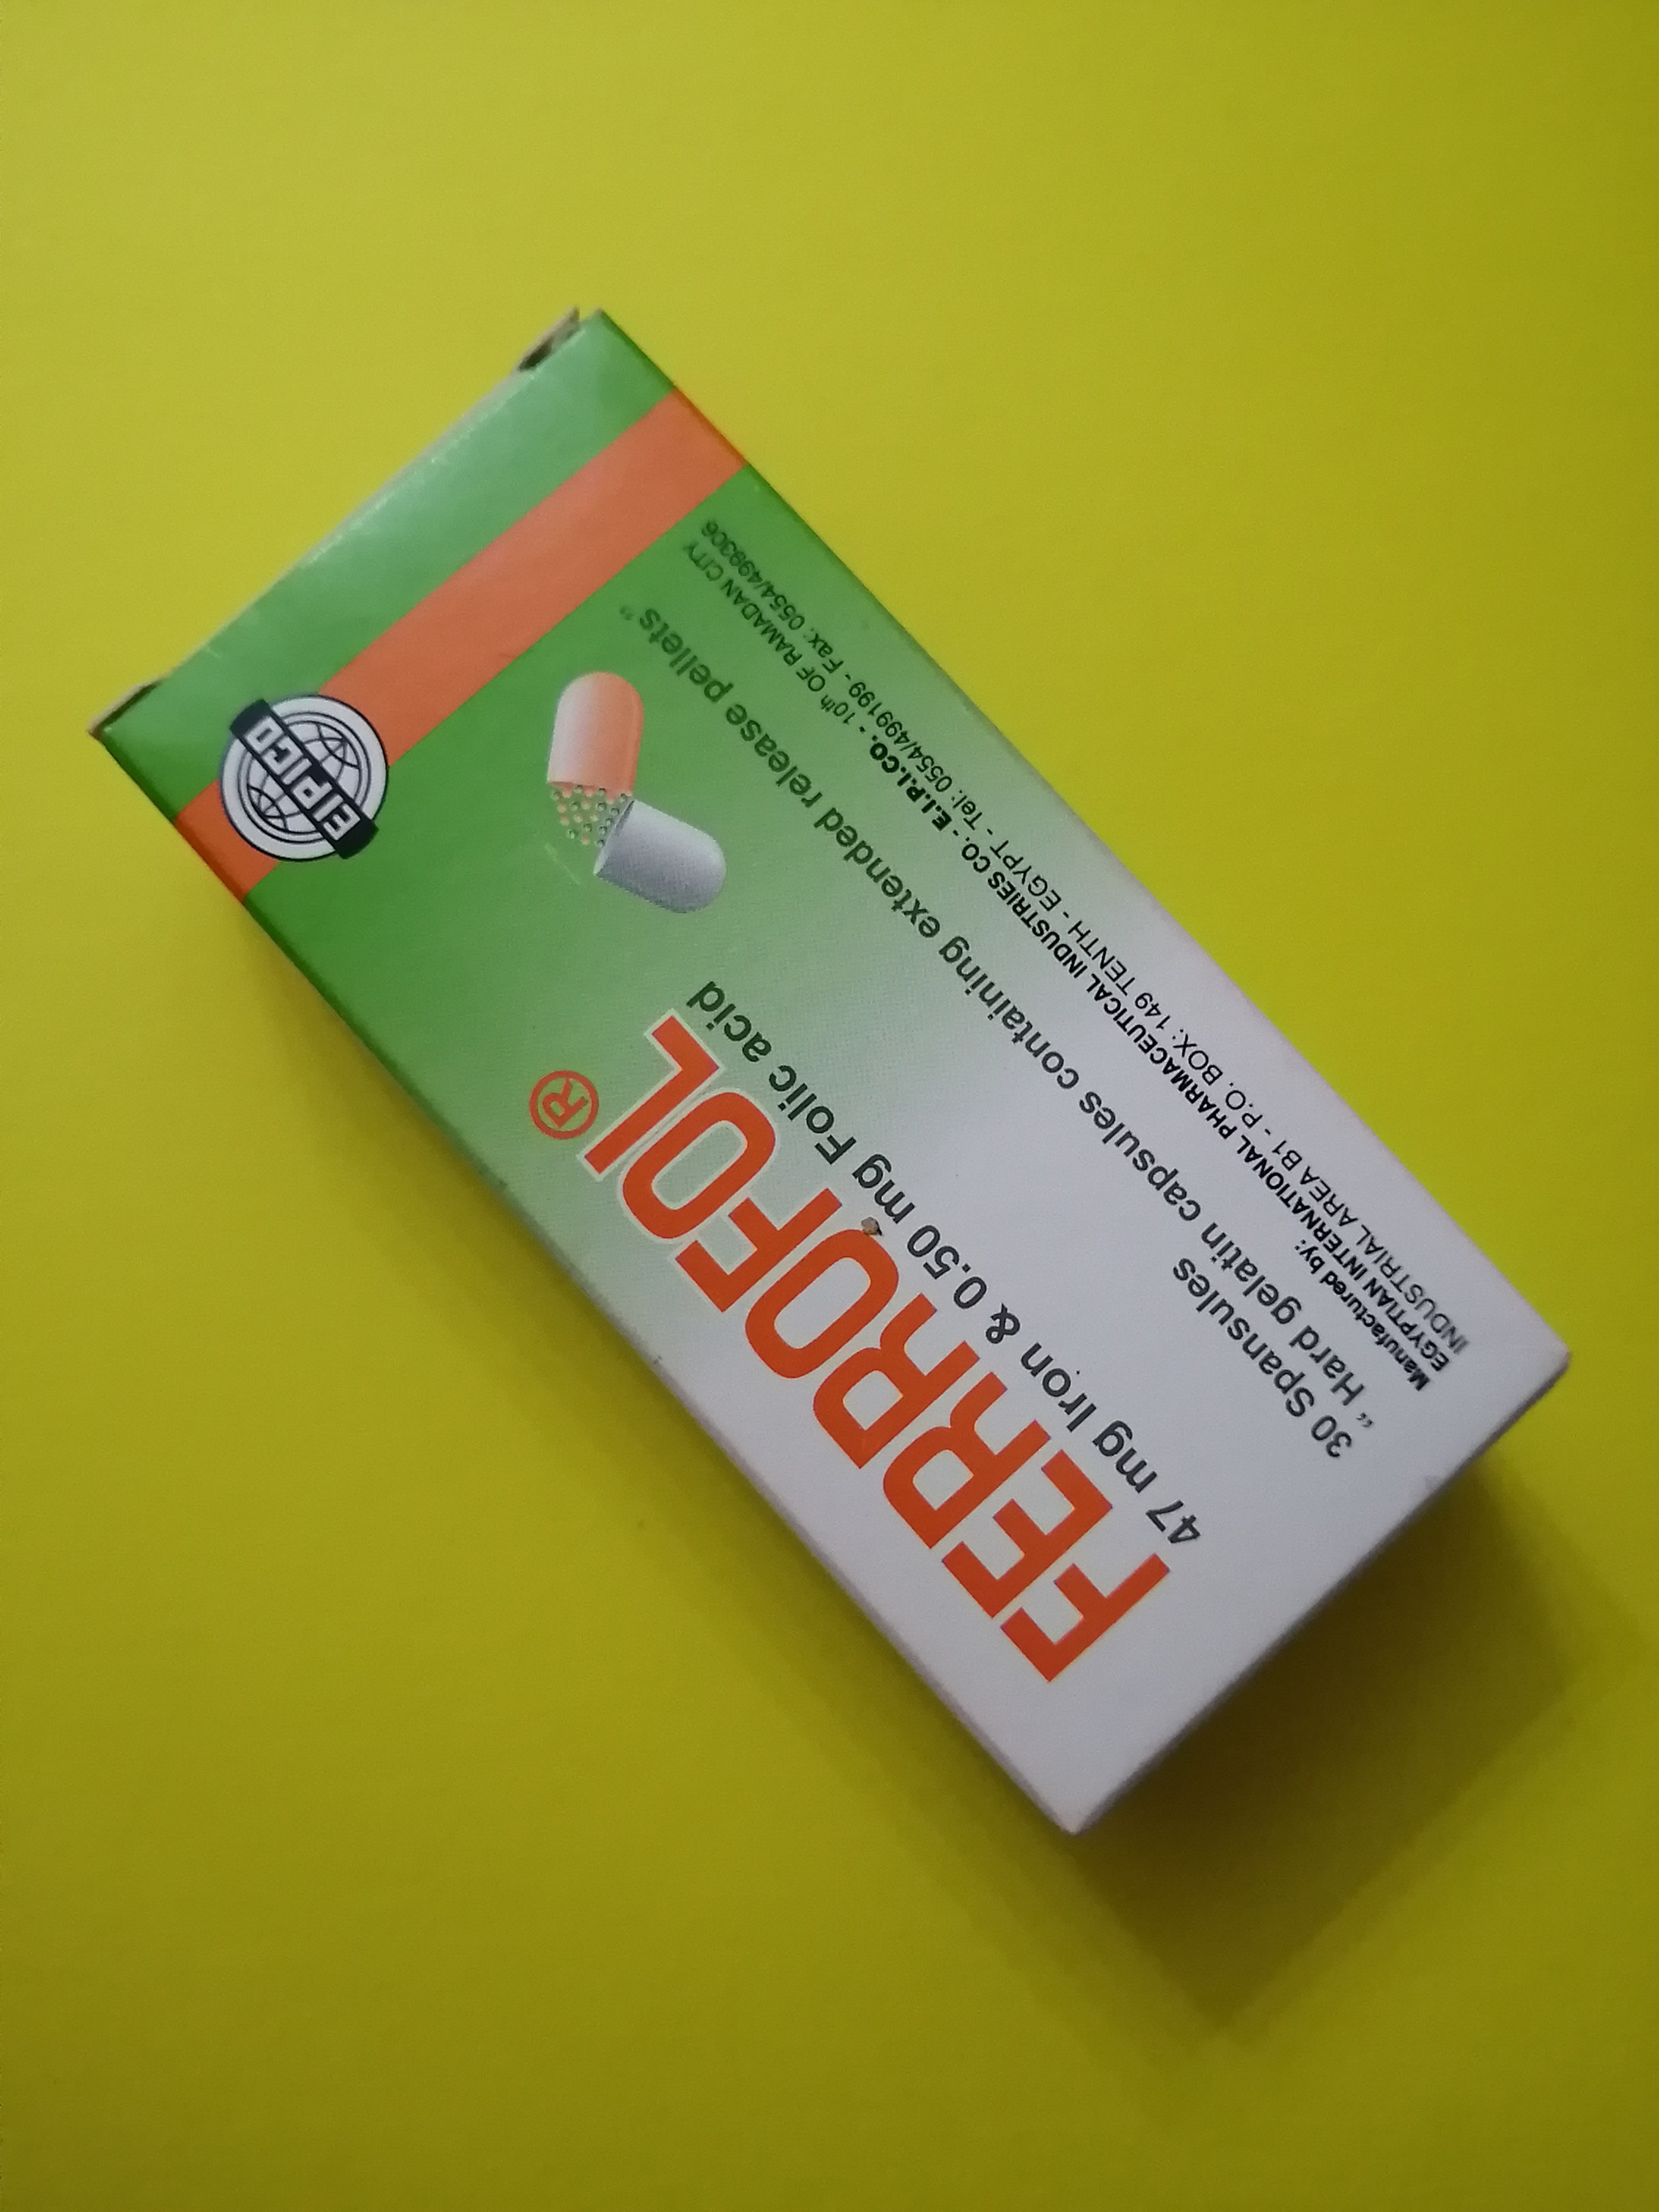 FERROFOL®
47 mg Iron & 0.50 mg Folic acid
30 Spansules
“ Hard gelatin capsules containing extended release pellets ”
Manufactured by:
EGYPTIAN INTERNATIONAL PHARMACEUTICAL INDUSTRIES CO. - E.I.P.I.CO. - 10th OF RAMADAN CITY
INDUSTRIAL AREA B1 - P.O. BOX: 149 TENTH - EGYPT - Tel: 0554/499199 - Fax: 0554/499306
EIPICO